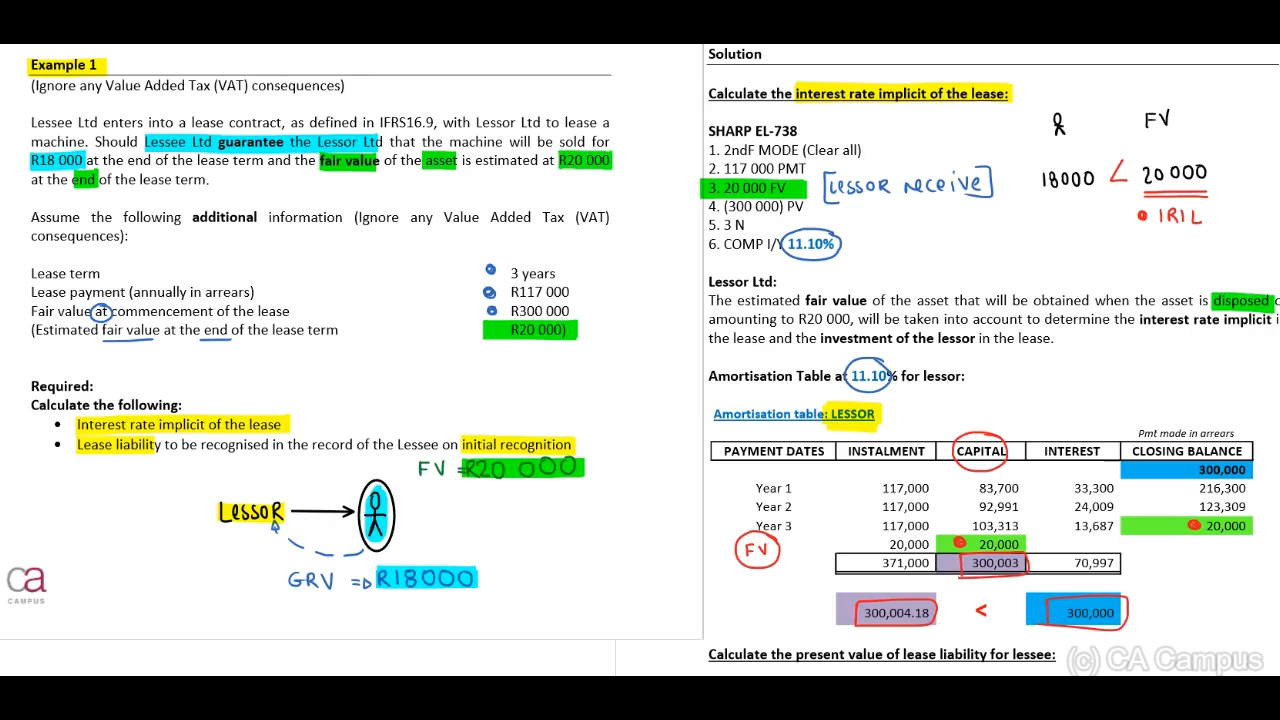 Example 1
(Ignore any Value Added Tax (VAT) consequences)
Lessee Ltd enters into a lease contract, as defined in IFRS16.9, with Lessor Ltd to lease a
machine. Should Lessee Ltd guarantee the Lessor Ltd that the machine will be sold for
R18 000 at the end of the lease term and the fair value of the asset is estimated at R20 000
at the end of the lease term.
Assume the following additional information (Ignore any Value Added Tax (VAT)
consequences):
Lease term 3 years
Lease payment (annually in arrears) R117 000
Fair value at commencement of the lease R300 000
(Estimated fair value at the end of the lease term R20 000)
Required:
Calculate the following:
• Interest rate implicit of the lease
• Lease liability to be recognised in the record of the Lessee on initial recognition
FV = R20 000
LessoR
GRV = R18000
ca
CAMPUS
Solution
Calculate the interest rate implicit of the lease:
SHARP EL-738
1. 2ndF MODE (Clear all)
2. 117 000 PMT
3. 20 000 FV [Lessor receive]
4. (300 000) PV
5. 3 N
6. COMP I/Y 11.10%
FV
18000 < 20 000
• IRIL
Lessor Ltd:
The estimated fair value of the asset that will be obtained when the asset is disposed
amounting to R20 000, will be taken into account to determine the interest rate implicit
the lease and the investment of the lessor in the lease.
Amortisation Table at 11.10% for lessor:
Amortisation table: LESSOR
Pmt made in arrears
PAYMENT DATES INSTALMENT CAPITAL INTEREST CLOSING BALANCE
300,000
Year 1 117,000 83,700 33,300 216,300
Year 2 117,000 92,991 24,009 123,309
Year 3 117,000 103,313 13,687 20,000
FV 20,000 20,000
371,000 300,003 70,997
300,004.18 < 300,000
Calculate the present value of lease liability for lessee:
(c) CA Campus